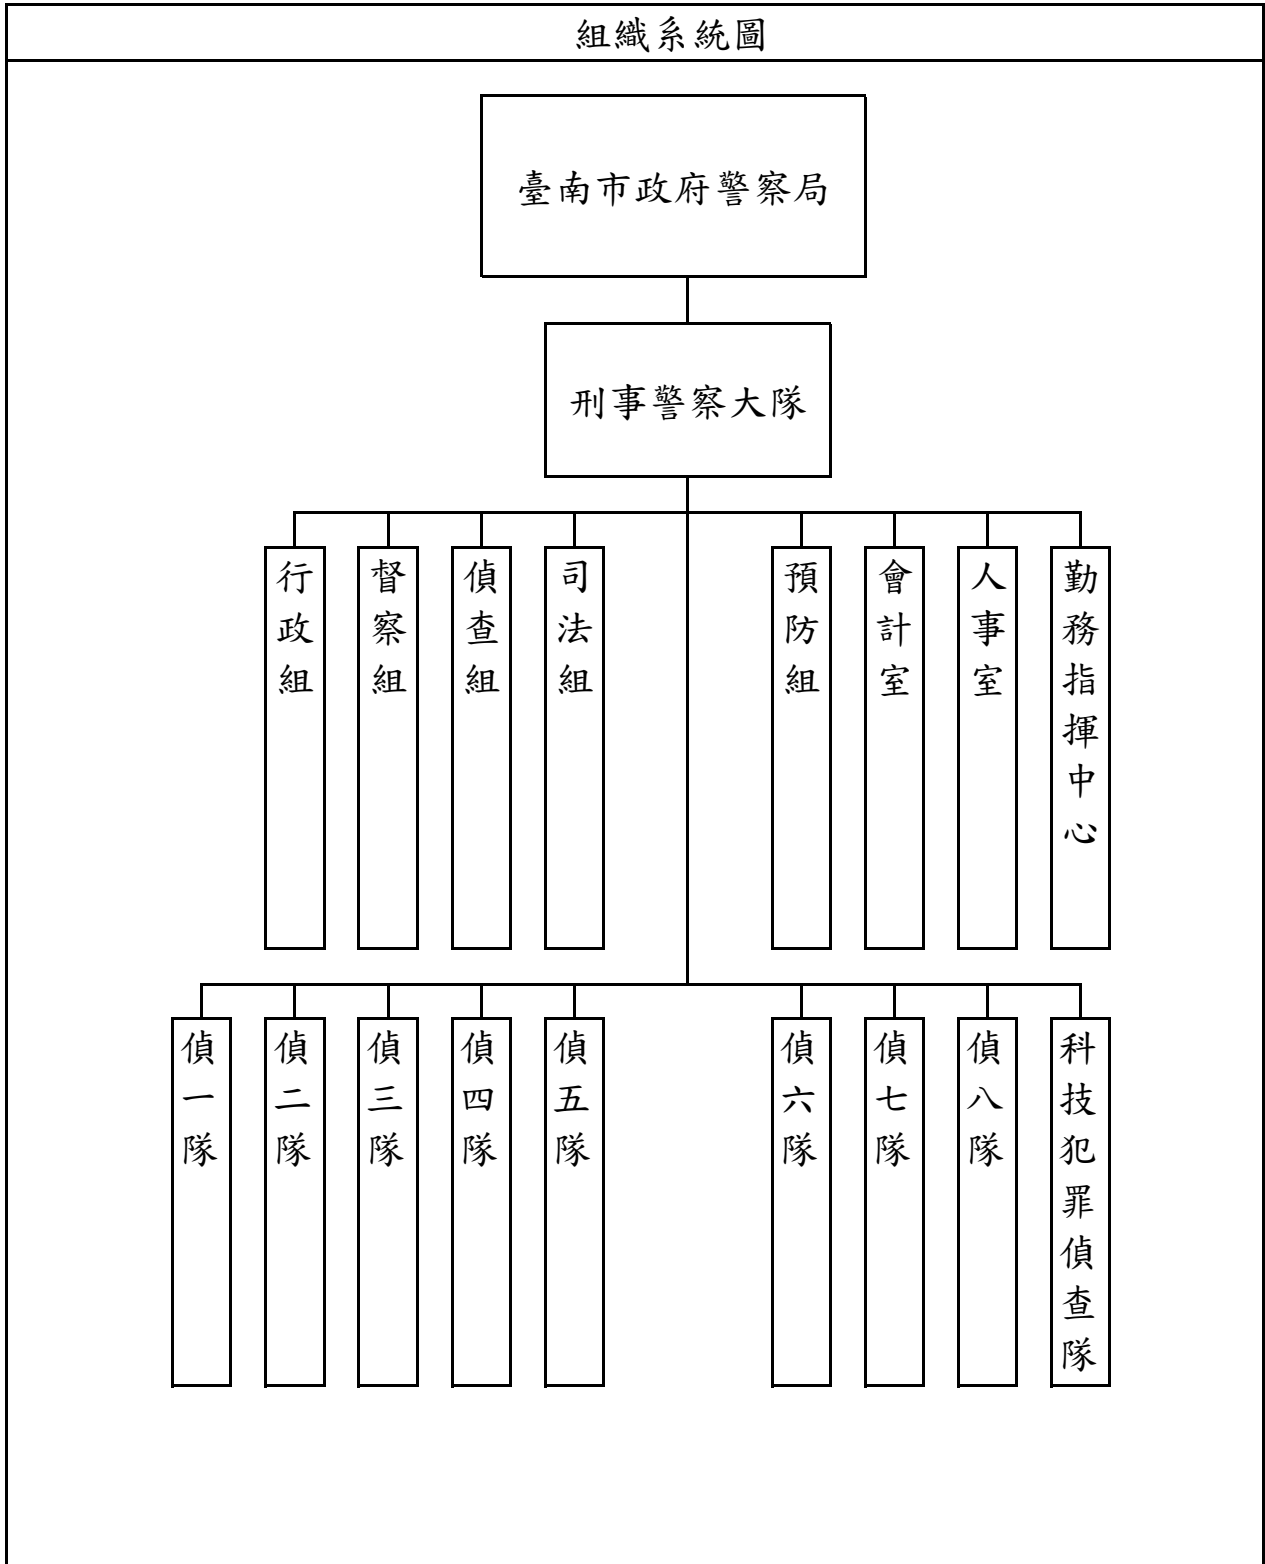 組織系統圖
臺南市政府警察局
刑事警察大隊
行政組
督察組
偵查組
司法組
預防組
會計室
人事室
勤務指揮中心
偵一隊
偵二隊
偵三隊
偵四隊
偵五隊
偵六隊
偵七隊
偵八隊
科技犯罪偵查隊